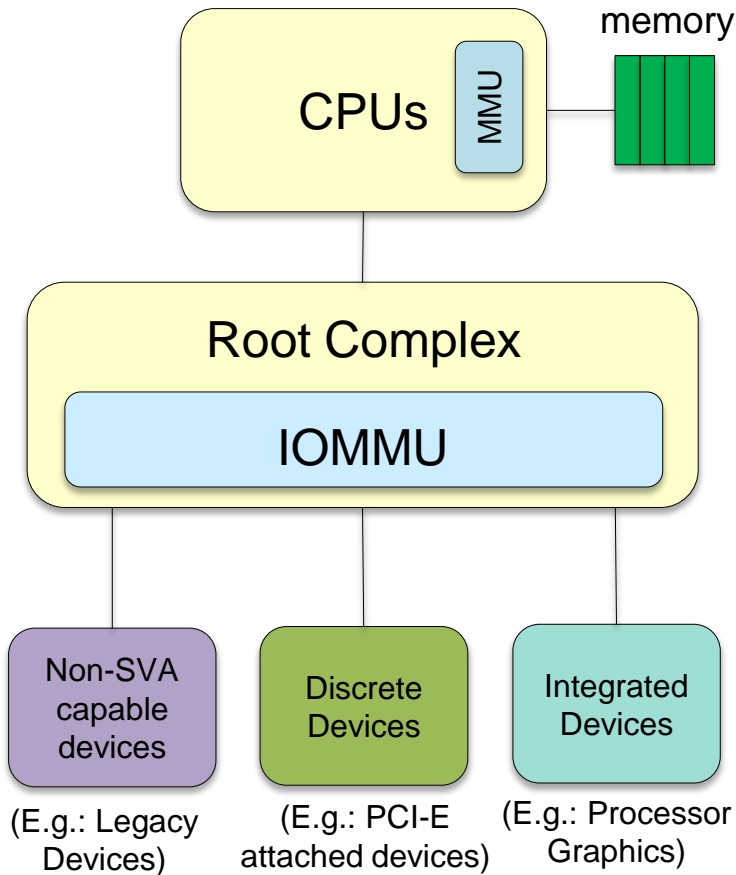 memory
CPUs
MMU
Root Complex
IOMMU
Non-SVA
capable
devices
Discrete
Devices
Integrated
Devices
(E.g.: Legacy
Devices)
(E.g.: PCI-E
attached devices)
(E.g.: Processor
Graphics)